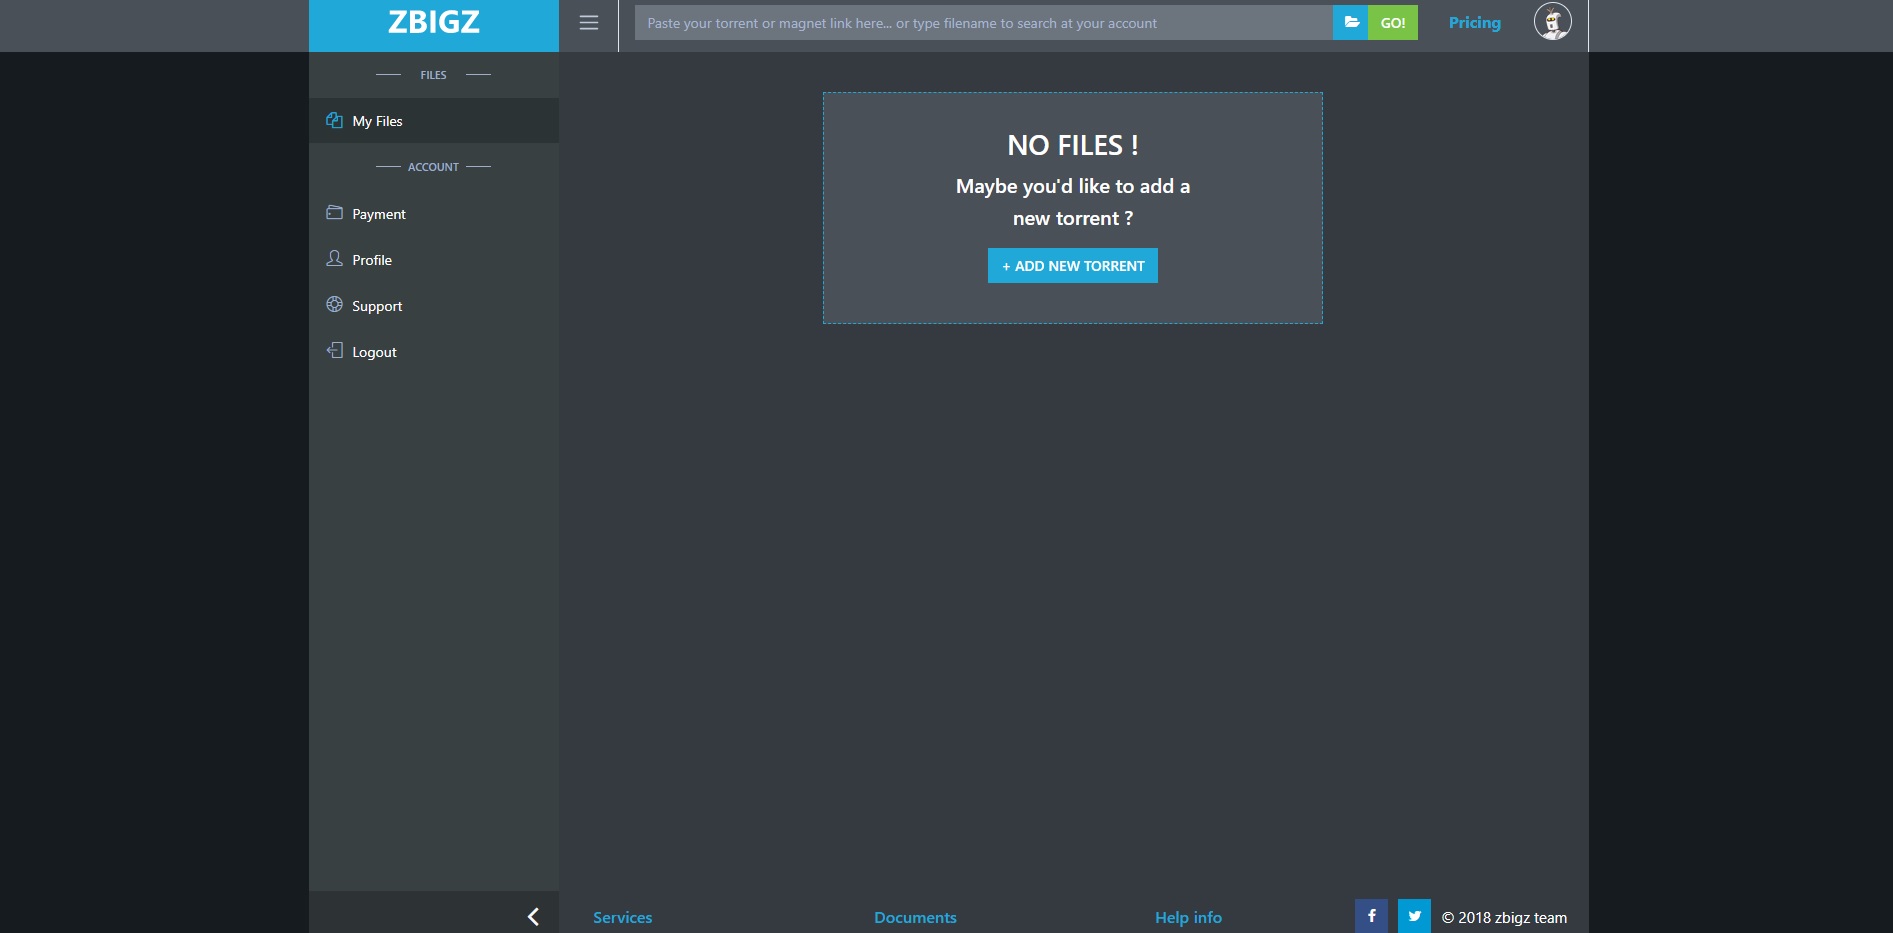 ZBIGZ
Paste your torrent or magnet link here... or type filename to search at your account
GO!
Pricing
FILES
My Files
ACCOUNT
Payment
Profile
Support
Logout
NO FILES !
Maybe you'd like to add a
new torrent ?
+ ADD NEW TORRENT
Services
Documents
Help info
© 2018 zbigz team